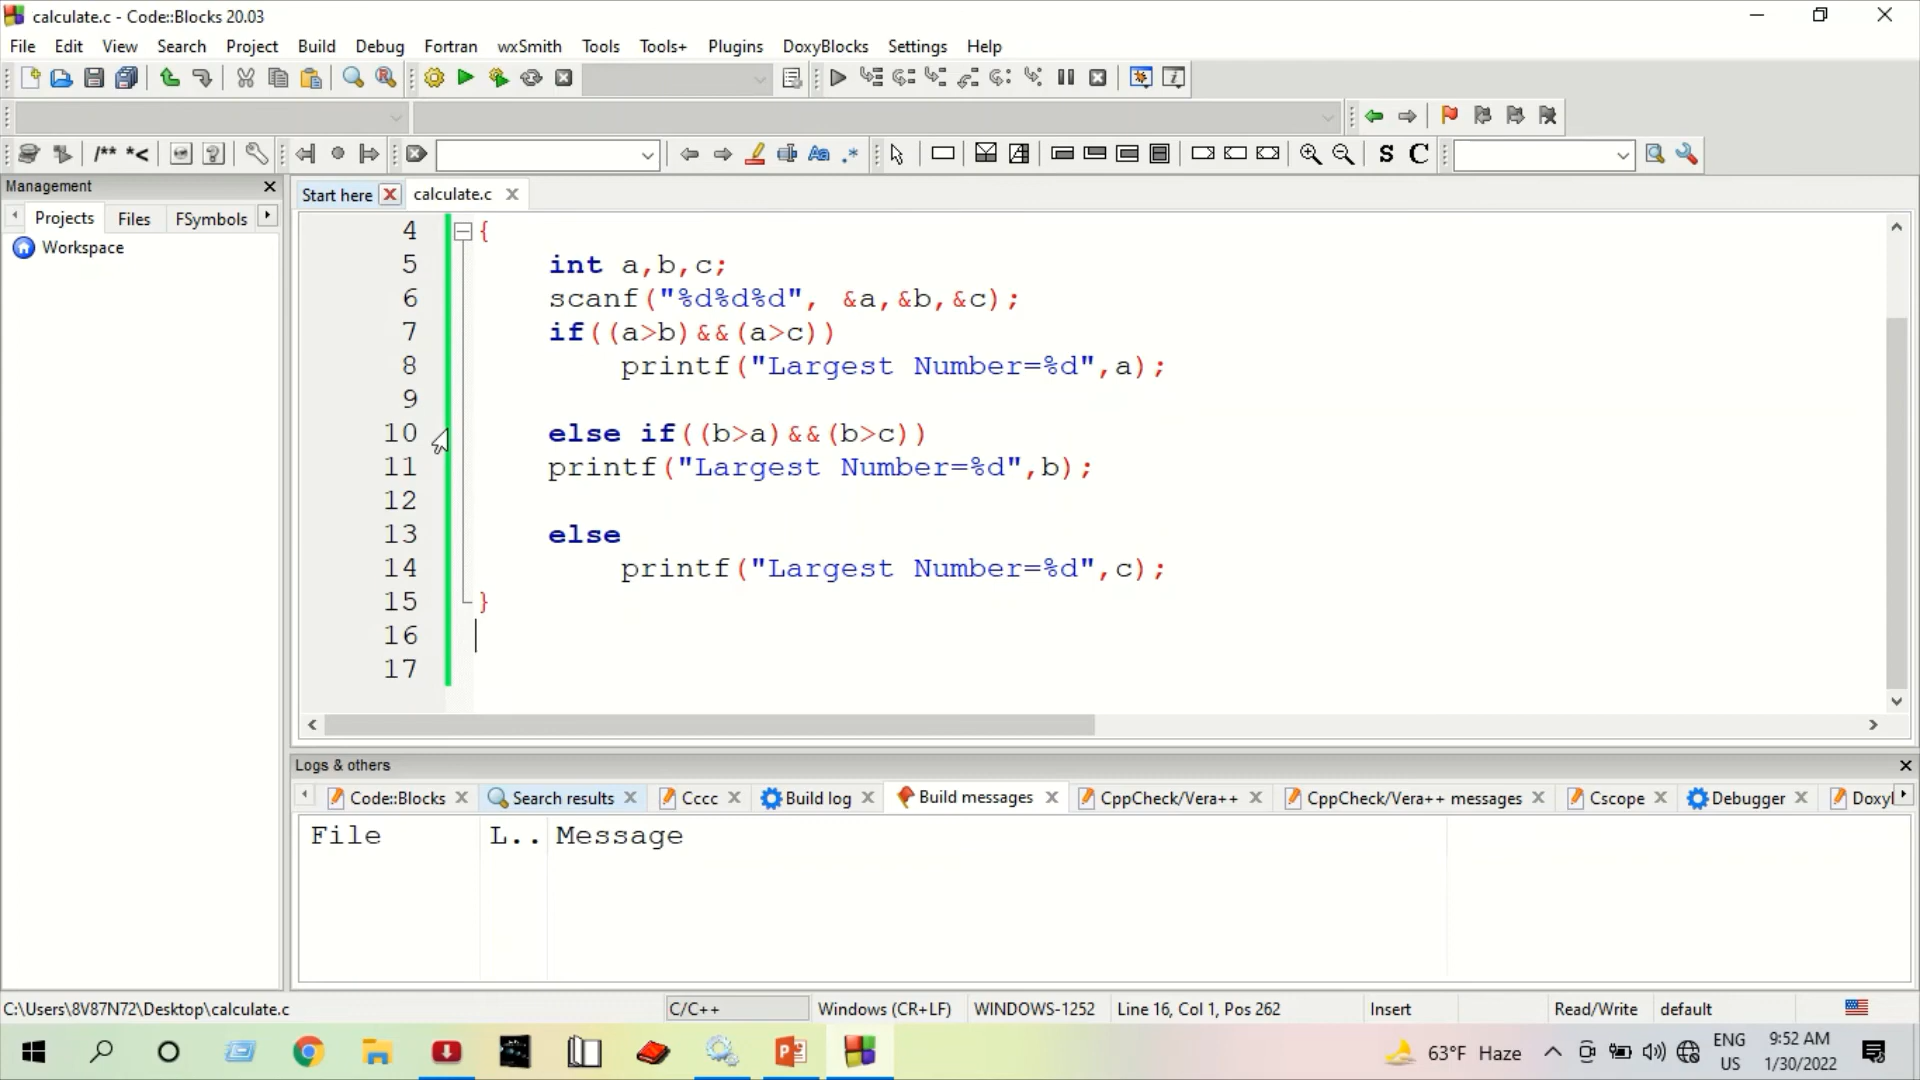 calculate.c - Code::Blocks 20.03
File Edit View Search Project Build Debug Fortran wxSmith Tools Tools+ Plugins DoxyBlocks Settings Help
/** *< Aa .* S C
Management
Projects Files FSymbols
Workspace
Start here calculate.c
4 {
5 int a,b,c;
6 scanf("%d%d%d", &a,&b,&c);
7 if((a>b)&&(a>c))
8 printf("Largest Number=%d",a);
9
10 else if((b>a)&&(b>c))
11 printf("Largest Number=%d",b);
12
13 else
14 printf("Largest Number=%d",c);
15 }
16
17
Logs & others
Code::Blocks Search results Cccc Build log Build messages CppCheck/Vera++ CppCheck/Vera++ messages Cscope Debugger Doxyl
File L.. Message
C:\Users\8V87N72\Desktop\calculate.c C/C++ Windows (CR+LF) WINDOWS-1252 Line 16, Col 1, Pos 262 Insert Read/Write default
63°F Haze ENG US 9:52 AM 1/30/2022